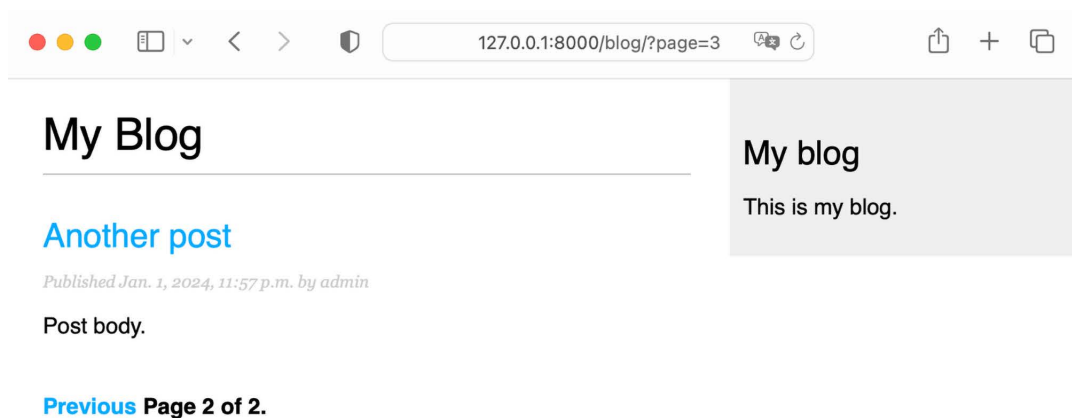 127.0.0.1:8000/blog/?page=3
My Blog
Another post
Published Jan. 1, 2024, 11:57 p.m. by admin
Post body.
Previous Page 2 of 2.
My blog
This is my blog.